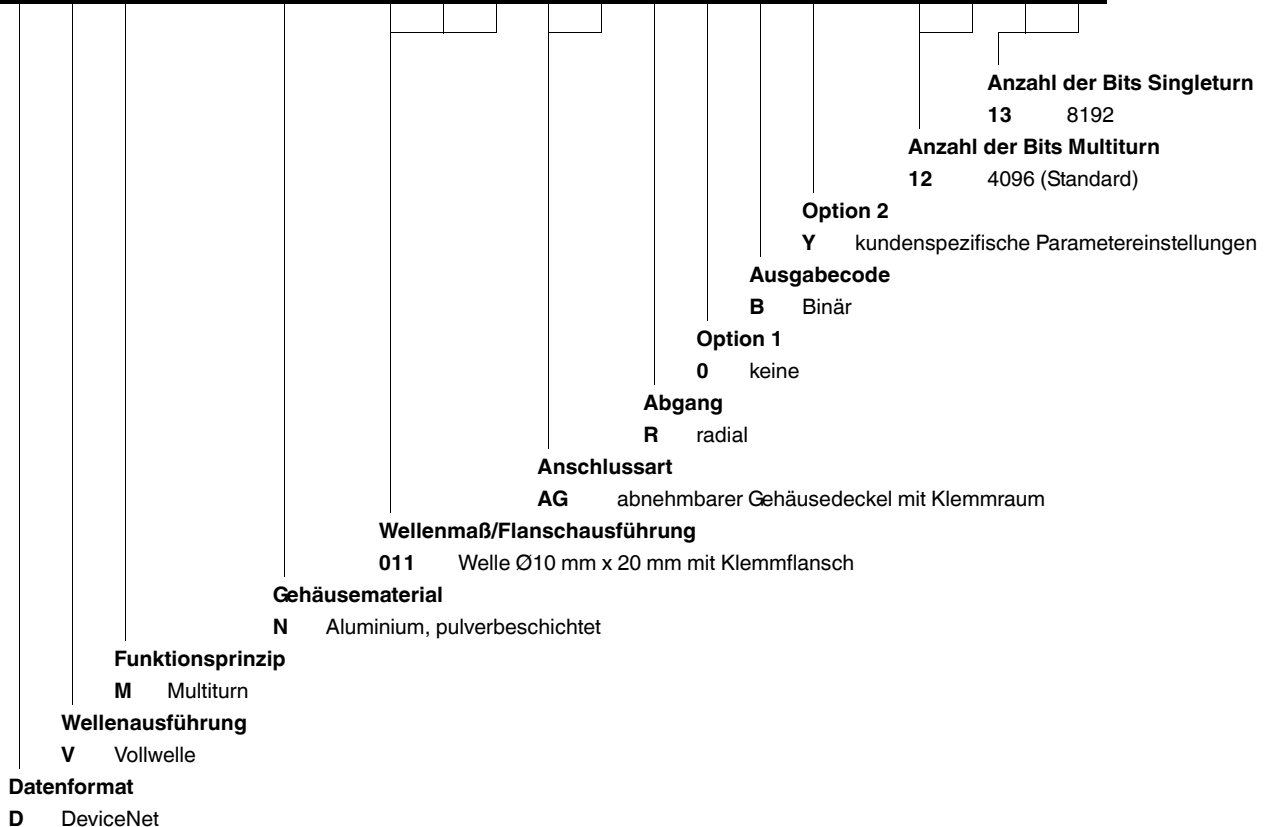 Anzahl der Bits Singleturn
13 8192
Anzahl der Bits Multiturn
12 4096 (Standard)
Option 2
Y kundenspezifische Parametereinstellungen
Ausgabecode
B Binär
Option 1
0 keine
Abgang
R radial
Anschlussart
AG abnehmbarer Gehäusedeckel mit Klemmraum
Wellenmaß/Flanschausführung
011 Welle Ø10 mm x 20 mm mit Klemmflansch
Gehäusematerial
N Aluminium, pulverbeschichtet
Funktionsprinzip
M Multiturn
Wellenausführung
V Vollwelle
Datenformat
D DeviceNet